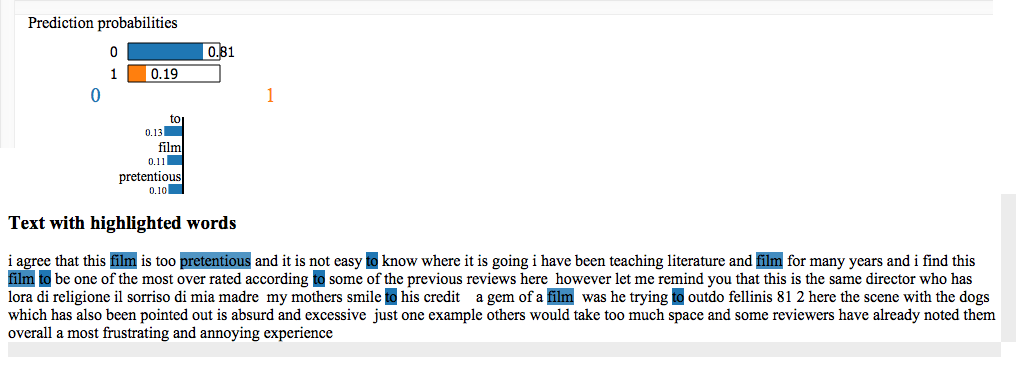 Prediction probabilities
0 0.81
1 0.19
0 1
to
0.13
film
0.11
pretentious
0.10
Text with highlighted words
i agree that this film is too pretentious and it is not easy to know where it is going i have been teaching literature and film for many years and i find this
film to be one of the most over rated according to some of the previous reviews here however let me remind you that this is the same director who has
lora di religione il sorriso di mia madre my mothers smile to his credit a gem of a film was he trying to outdo fellinis 81 2 here the scene with the dogs
which has also been pointed out is absurd and excessive just one example others would take too much space and some reviewers have already noted them
overall a most frustrating and annoying experience